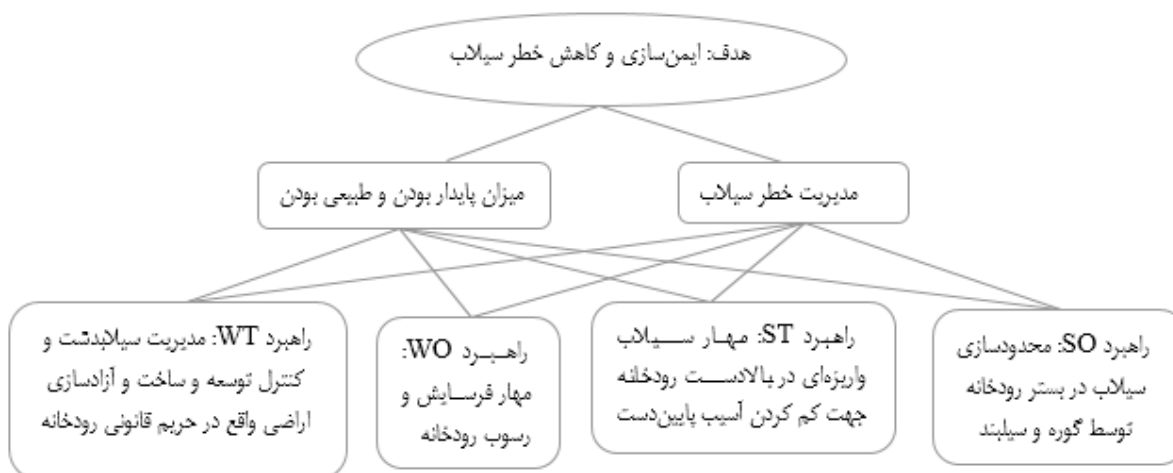 هدف: ایمن‌سازی و کاهش خطر سیلاب
مدیریت خطر سیلاب
میزان پایدار بودن و طبیعی بودن
راهبرد SO: محدودسازی
سیلاب در بستر رودخانه
توسط گوره و سیلبند
راهبرد ST: مهار سیلاب
واریزه‌ای در بالادست رودخانه
جهت کم کردن آسیب پایین‌دست
راهبرد WO:
مهار فرسایش و
رسوب رودخانه
راهبرد WT: مدیریت سیلابدشت و
کنترل توسعه و ساخت و آزادسازی
اراضی واقع در حریم قانونی رودخانه